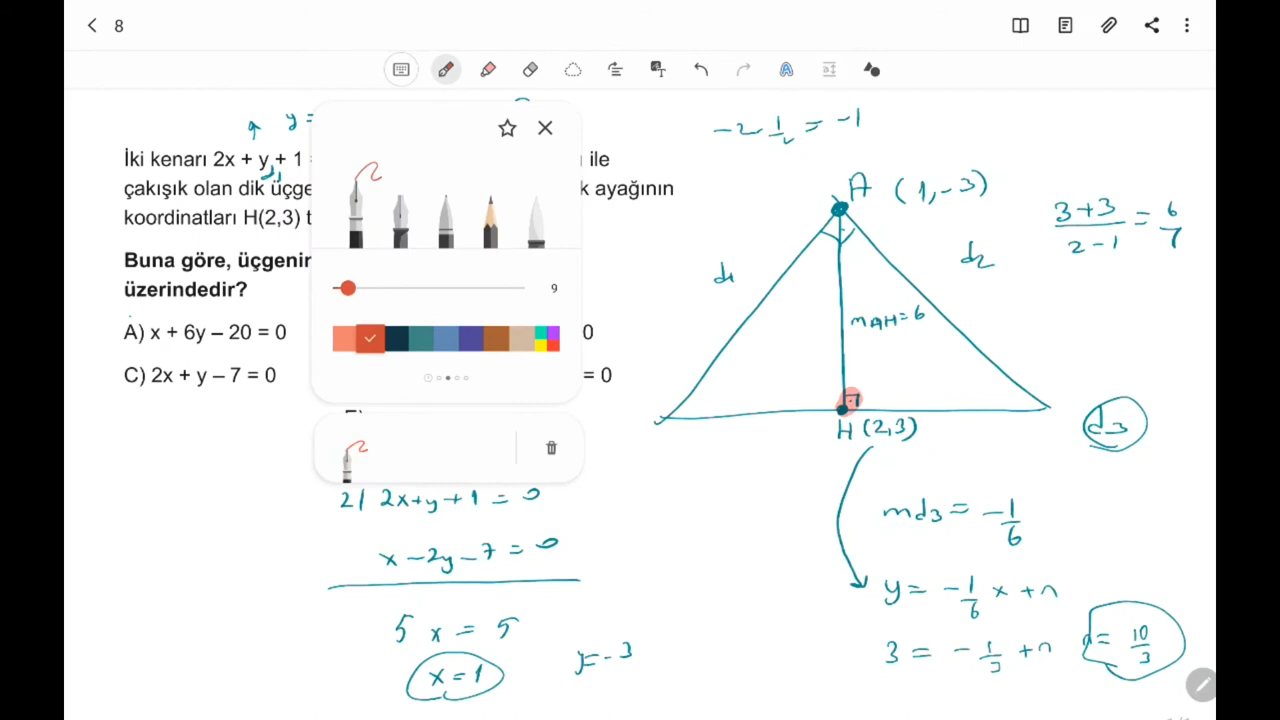 8
y =
-2 · 1/2 = -1
İki kenarı 2x + y + 1 ile
d1
çakışık olan dik üçge k ayağının
koordinatları H(2,3) t
Buna göre, üçgenir
üzerindedir?
A) x + 6y – 20 = 0 0
C) 2x + y – 7 = 0 = 0
9
A (1,-3)
3+3/2-1 = 6/7
d1
d2
mAH=6
H (2,3)
d3
2/ 2x+y+1 = 0
x-2y-7 = 0
5x = 5
x=1
y=-3
md3 = -1/6
y = -1/6 x + n
3 = -1/3 + n
n = 10/3